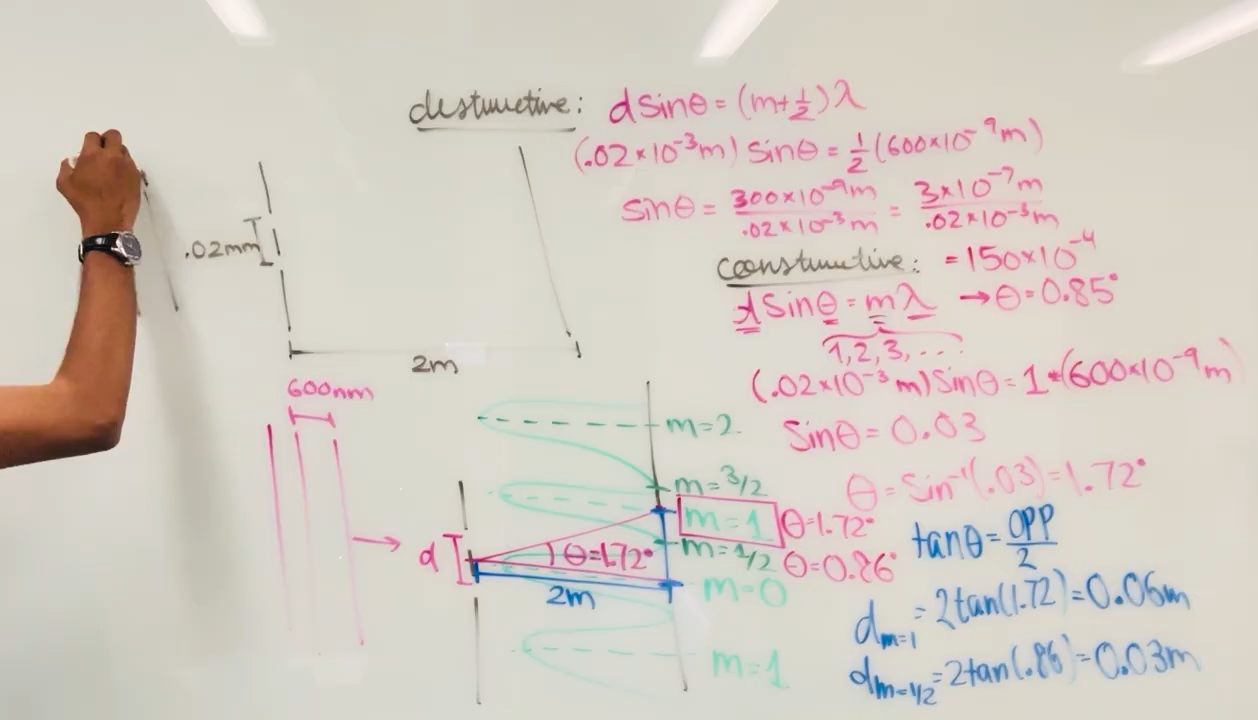 destructive: dsinθ=(m+½)λ
(.02×10⁻³m) sinθ=½(600×10⁻⁹m)
sinθ= 300×10⁻⁹m/.02×10⁻³m = 3×10⁻⁷m/.02×10⁻³m
=150×10⁻⁴
.02mm
constructive:
dsinθ=mλ →θ=0.85°
1,2,3,...
2m
(.02×10⁻³m)sinθ=1*(600×10⁻⁹m)
600nm
sinθ=0.03
θ=sin⁻¹(.03)=1.72°
m=2
m=3/2
m=1 θ=1.72°
m=1/2 θ=0.86°
m=0
m=1
d
θ=1.72°
2m
tanθ=OPP/2
d m=1 = 2tan(1.72)=0.06m
d m=1/2 = 2tan(.86)=0.03m